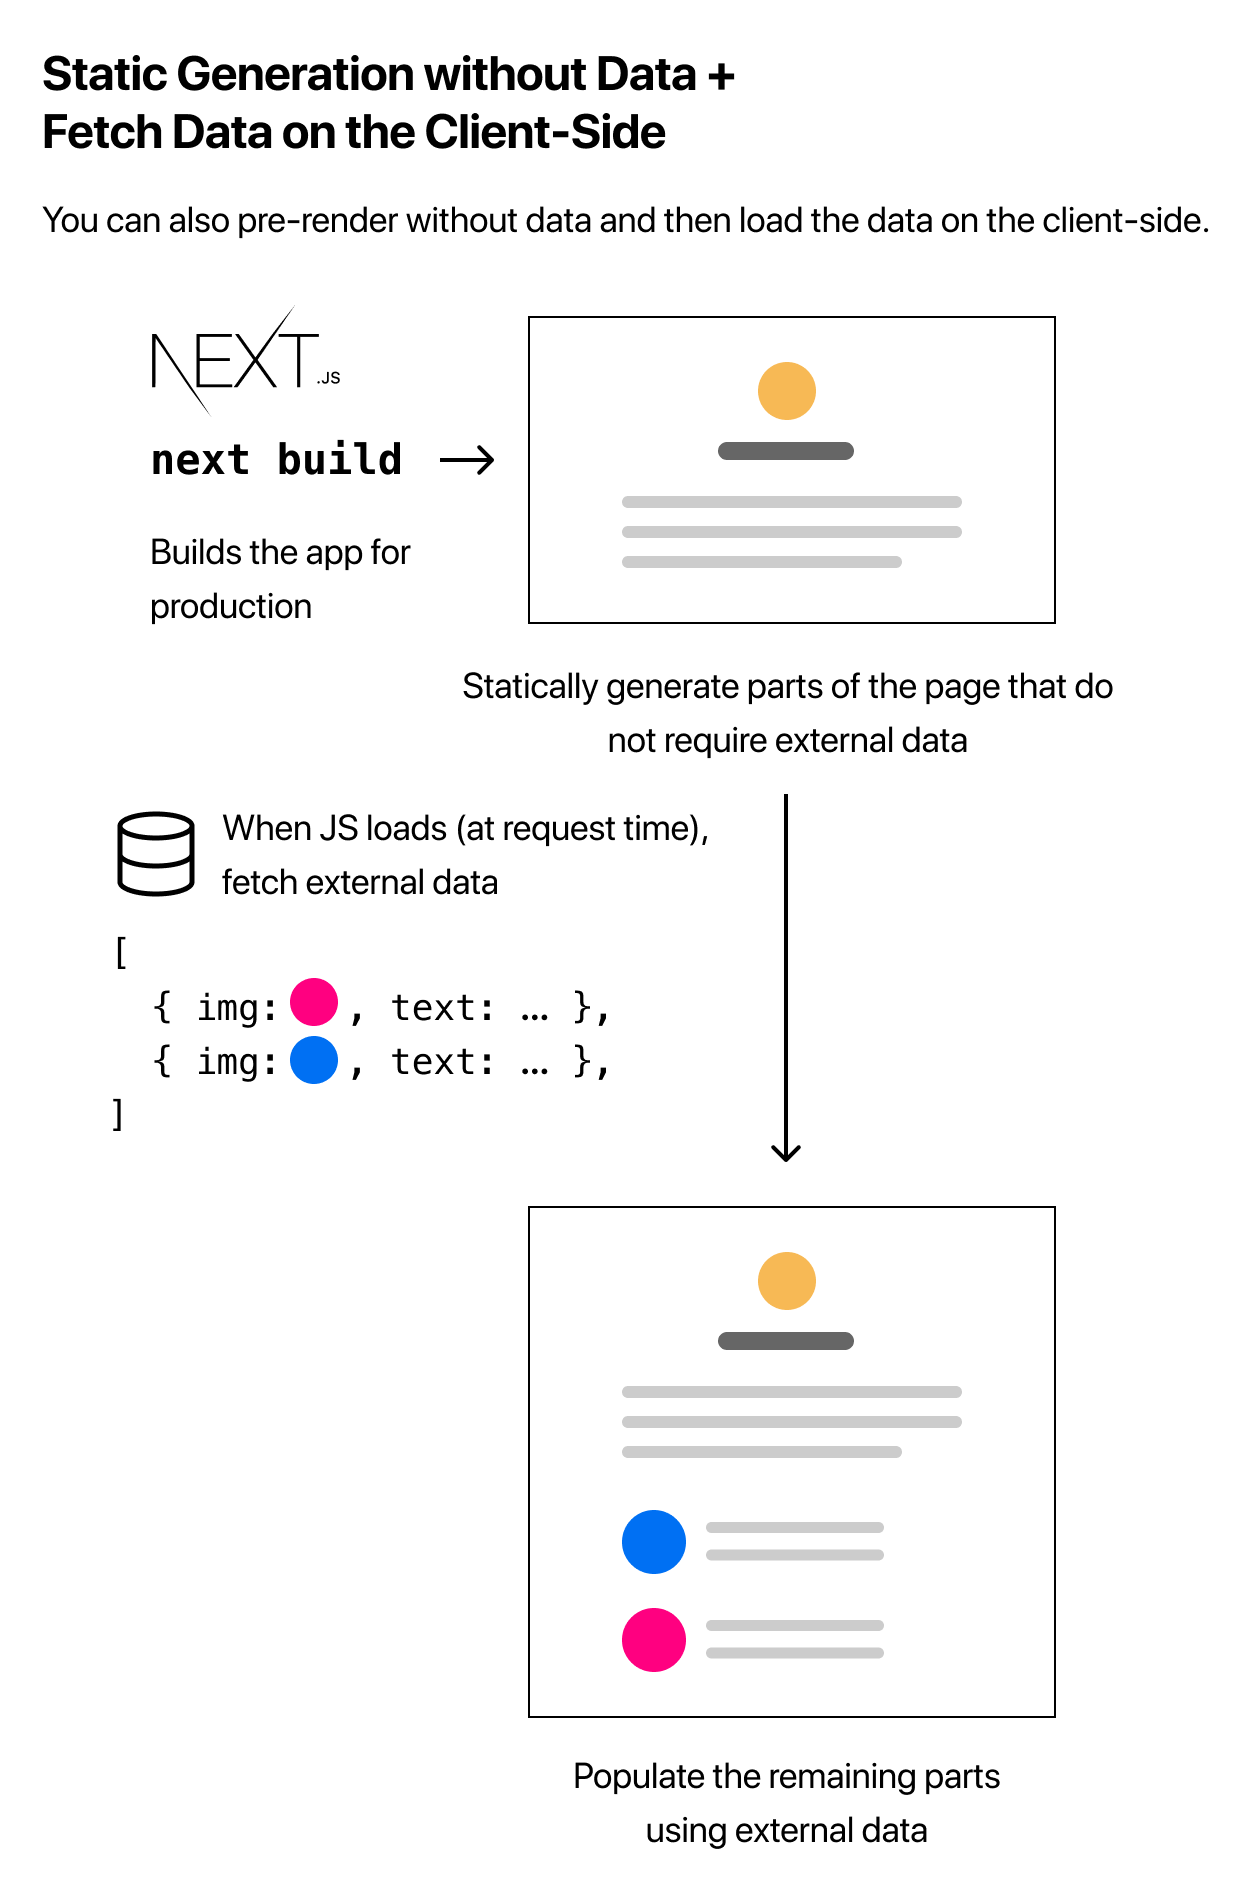 Static Generation without Data +
Fetch Data on the Client-Side
You can also pre-render without data and then load the data on the client-side.
NEXT.JS
next build
Builds the app for
production
Statically generate parts of the page that do
not require external data
When JS loads (at request time),
fetch external data
[
{ img: , text: … },
{ img: , text: … },
]
Populate the remaining parts
using external data